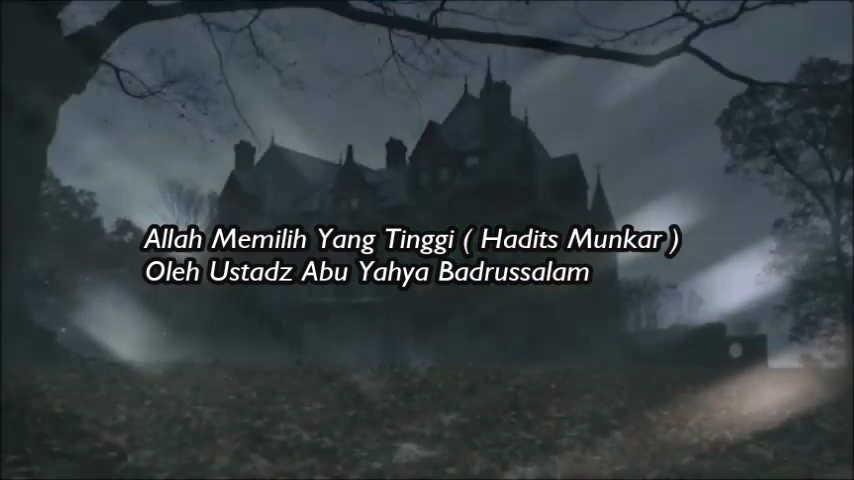 Allah Memilih Yang Tinggi ( Hadits Munkar )
Oleh Ustadz Abu Yahya Badrussalam